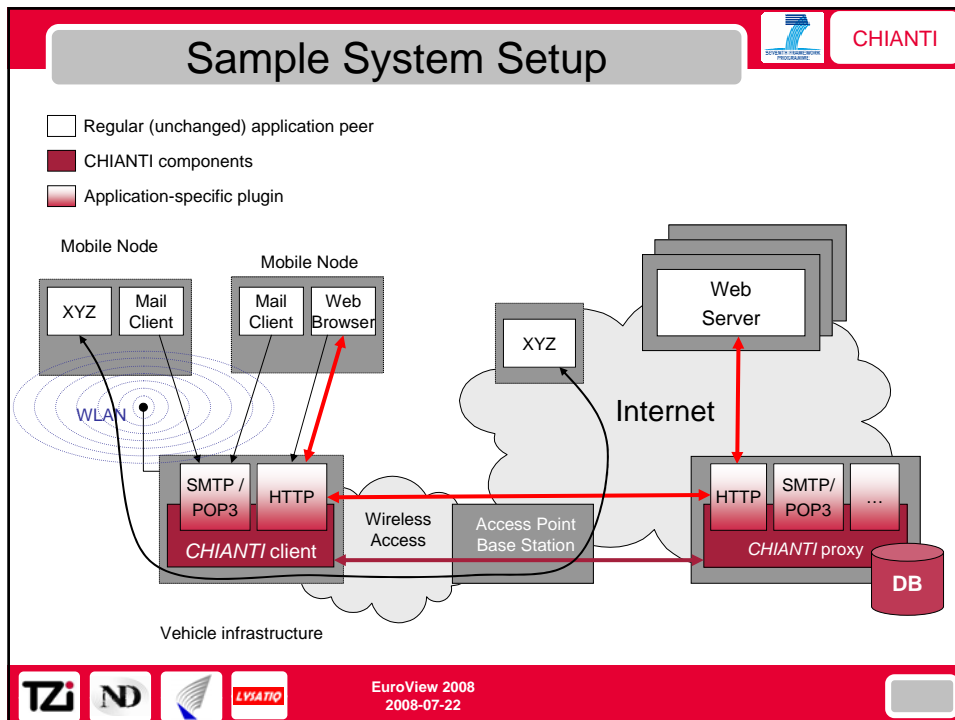 Sample System Setup
SEVENTH FRAMEWORK
PROGRAMME
CHIANTI
Regular (unchanged) application peer
CHIANTI components
Application-specific plugin
Mobile Node
Mobile Node
XYZ
Mail
Client
Mail
Client
Web
Browser
XYZ
Web
Server
WLAN
Internet
SMTP /
POP3
HTTP
CHIANTI client
Wireless
Access
Access Point
Base Station
HTTP
SMTP/
POP3
...
CHIANTI proxy
DB
Vehicle infrastructure
TZi
ND
LYSATIQ
EuroView 2008
2008-07-22